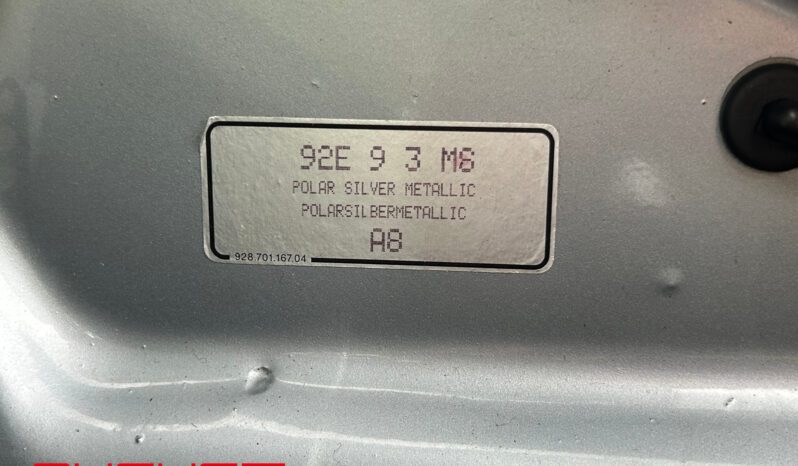 92E 9 3 M6
POLAR SILVER METALLIC
POLARSILBERMETALLIC
A8
928.701.167.04